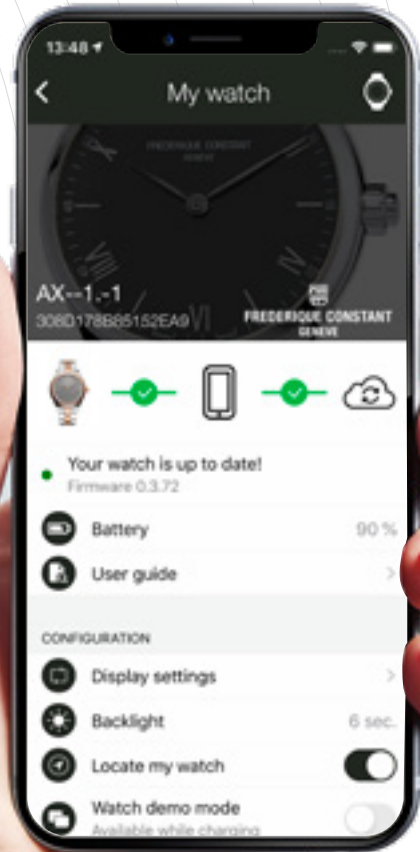 13:48
My watch
FREDERIQUE CONSTANT
GENEVE
AX--1,-1
308D178B85152EA9
FREDERIQUE CONSTANT
GENEVE
Your watch is up to date!
Firmware 0.3.72
Battery 90 %
User guide
CONFIGURATION
Display settings
Backlight 6 sec.
Locate my watch
Watch demo mode
Available while charging